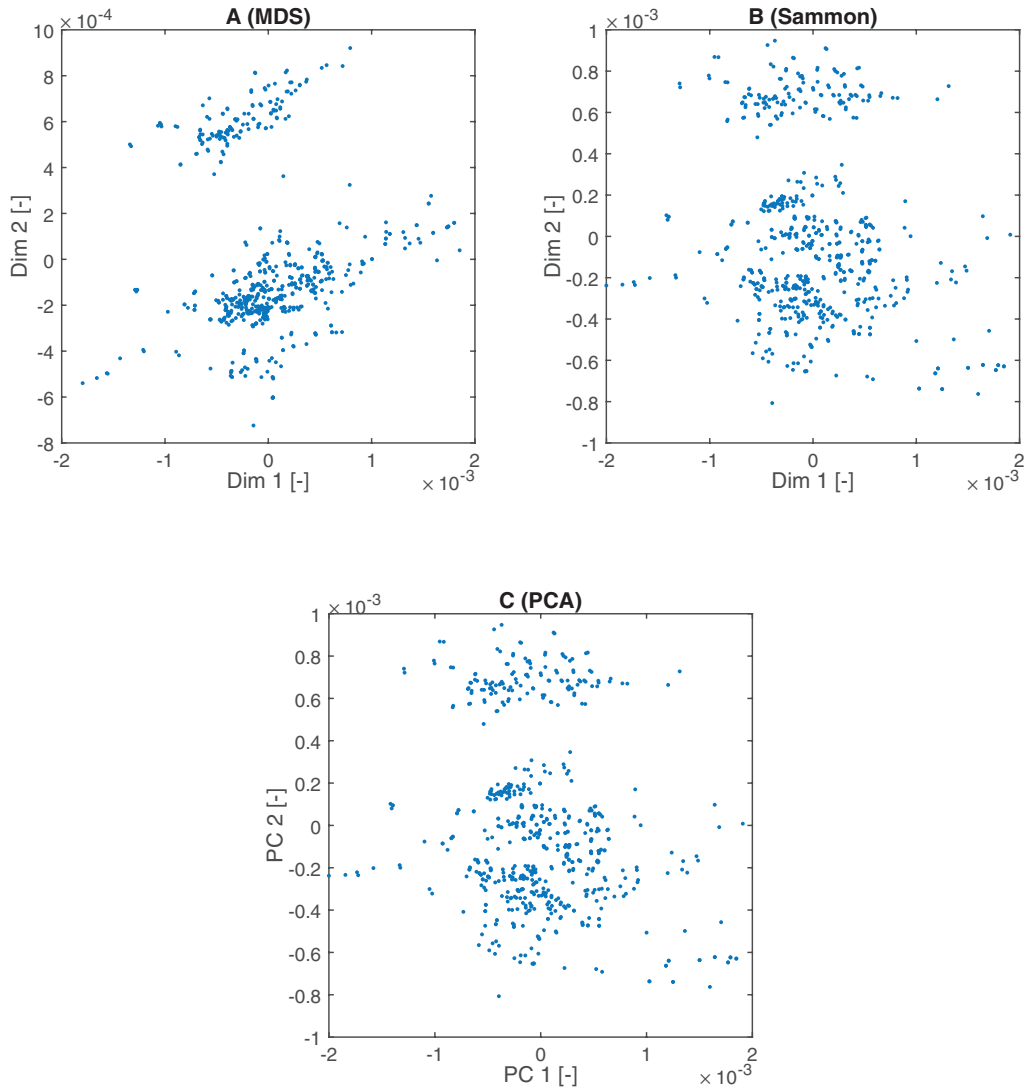 A (MDS)
10 × 10-4
8
6
4
2
0
-2
-4
-6
-8
Dim 2 [-]
-2 -1 0 1 2
Dim 1 [-]
× 10-3
B (Sammon)
1 × 10-3
0.8
0.6
0.4
0.2
0
-0.2
-0.4
-0.6
-0.8
-1
Dim 2 [-]
-2 -1 0 1 2
Dim 1 [-]
× 10-3
C (PCA)
1 × 10-3
0.8
0.6
0.4
0.2
0
-0.2
-0.4
-0.6
-0.8
-1
PC 2 [-]
-2 -1 0 1 2
PC 1 [-]
× 10-3